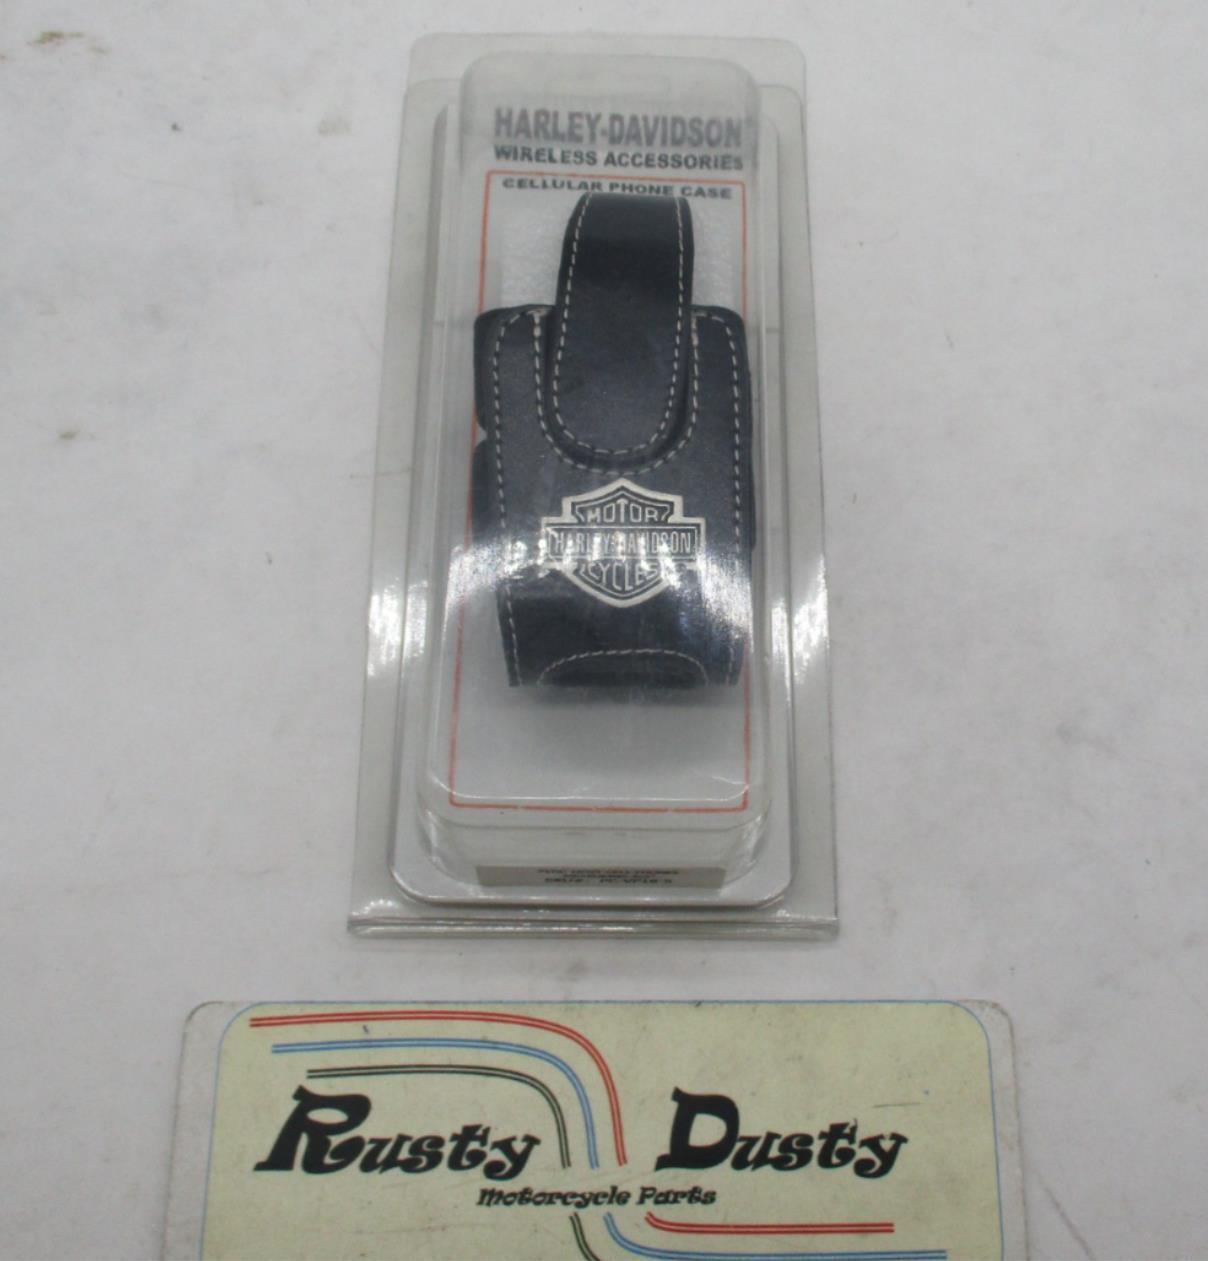 HARLEY-DAVIDSON
WIRELESS ACCESSORIES
CELLULAR PHONE CASE
MOTOR
HARLEY-DAVIDSON
CYCLES
Rusty Dusty
Motorcycle Parts